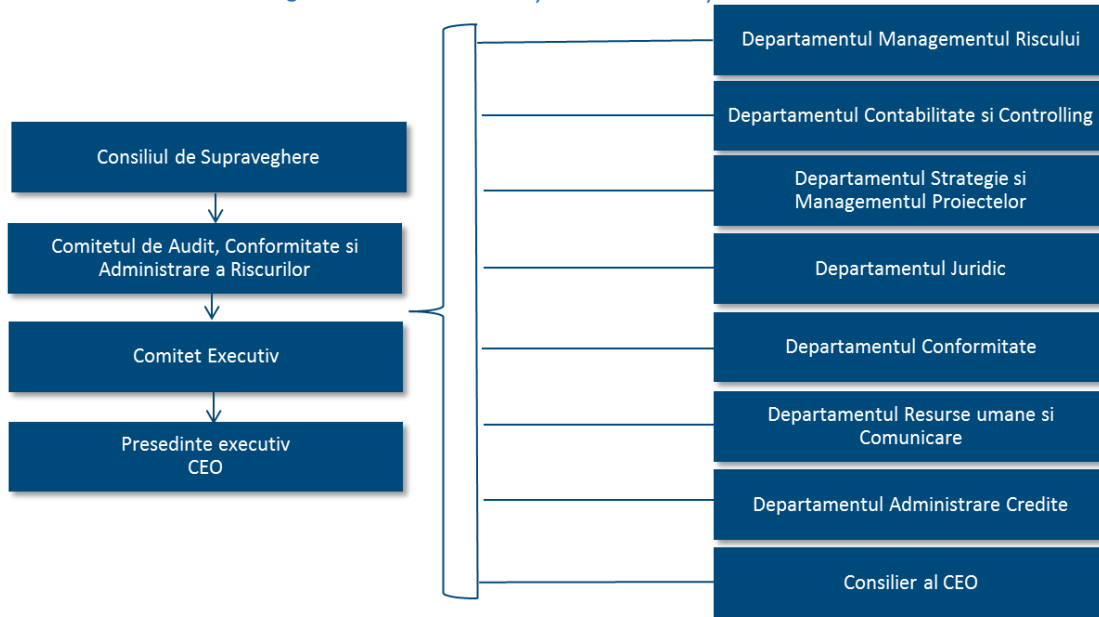 Consiliul de Supraveghere
Comitetul de Audit, Conformitate si
Administrare a Riscurilor
Comitet Executiv
Presedinte executiv
CEO
Departamentul Managementul Riscului
Departamentul Contabilitate si Controlling
Departamentul Strategie si
Managementul Proiectelor
Departamentul Juridic
Departamentul Conformitate
Departamentul Resurse umane si
Comunicare
Departamentul Administrare Credite
Consilier al CEO